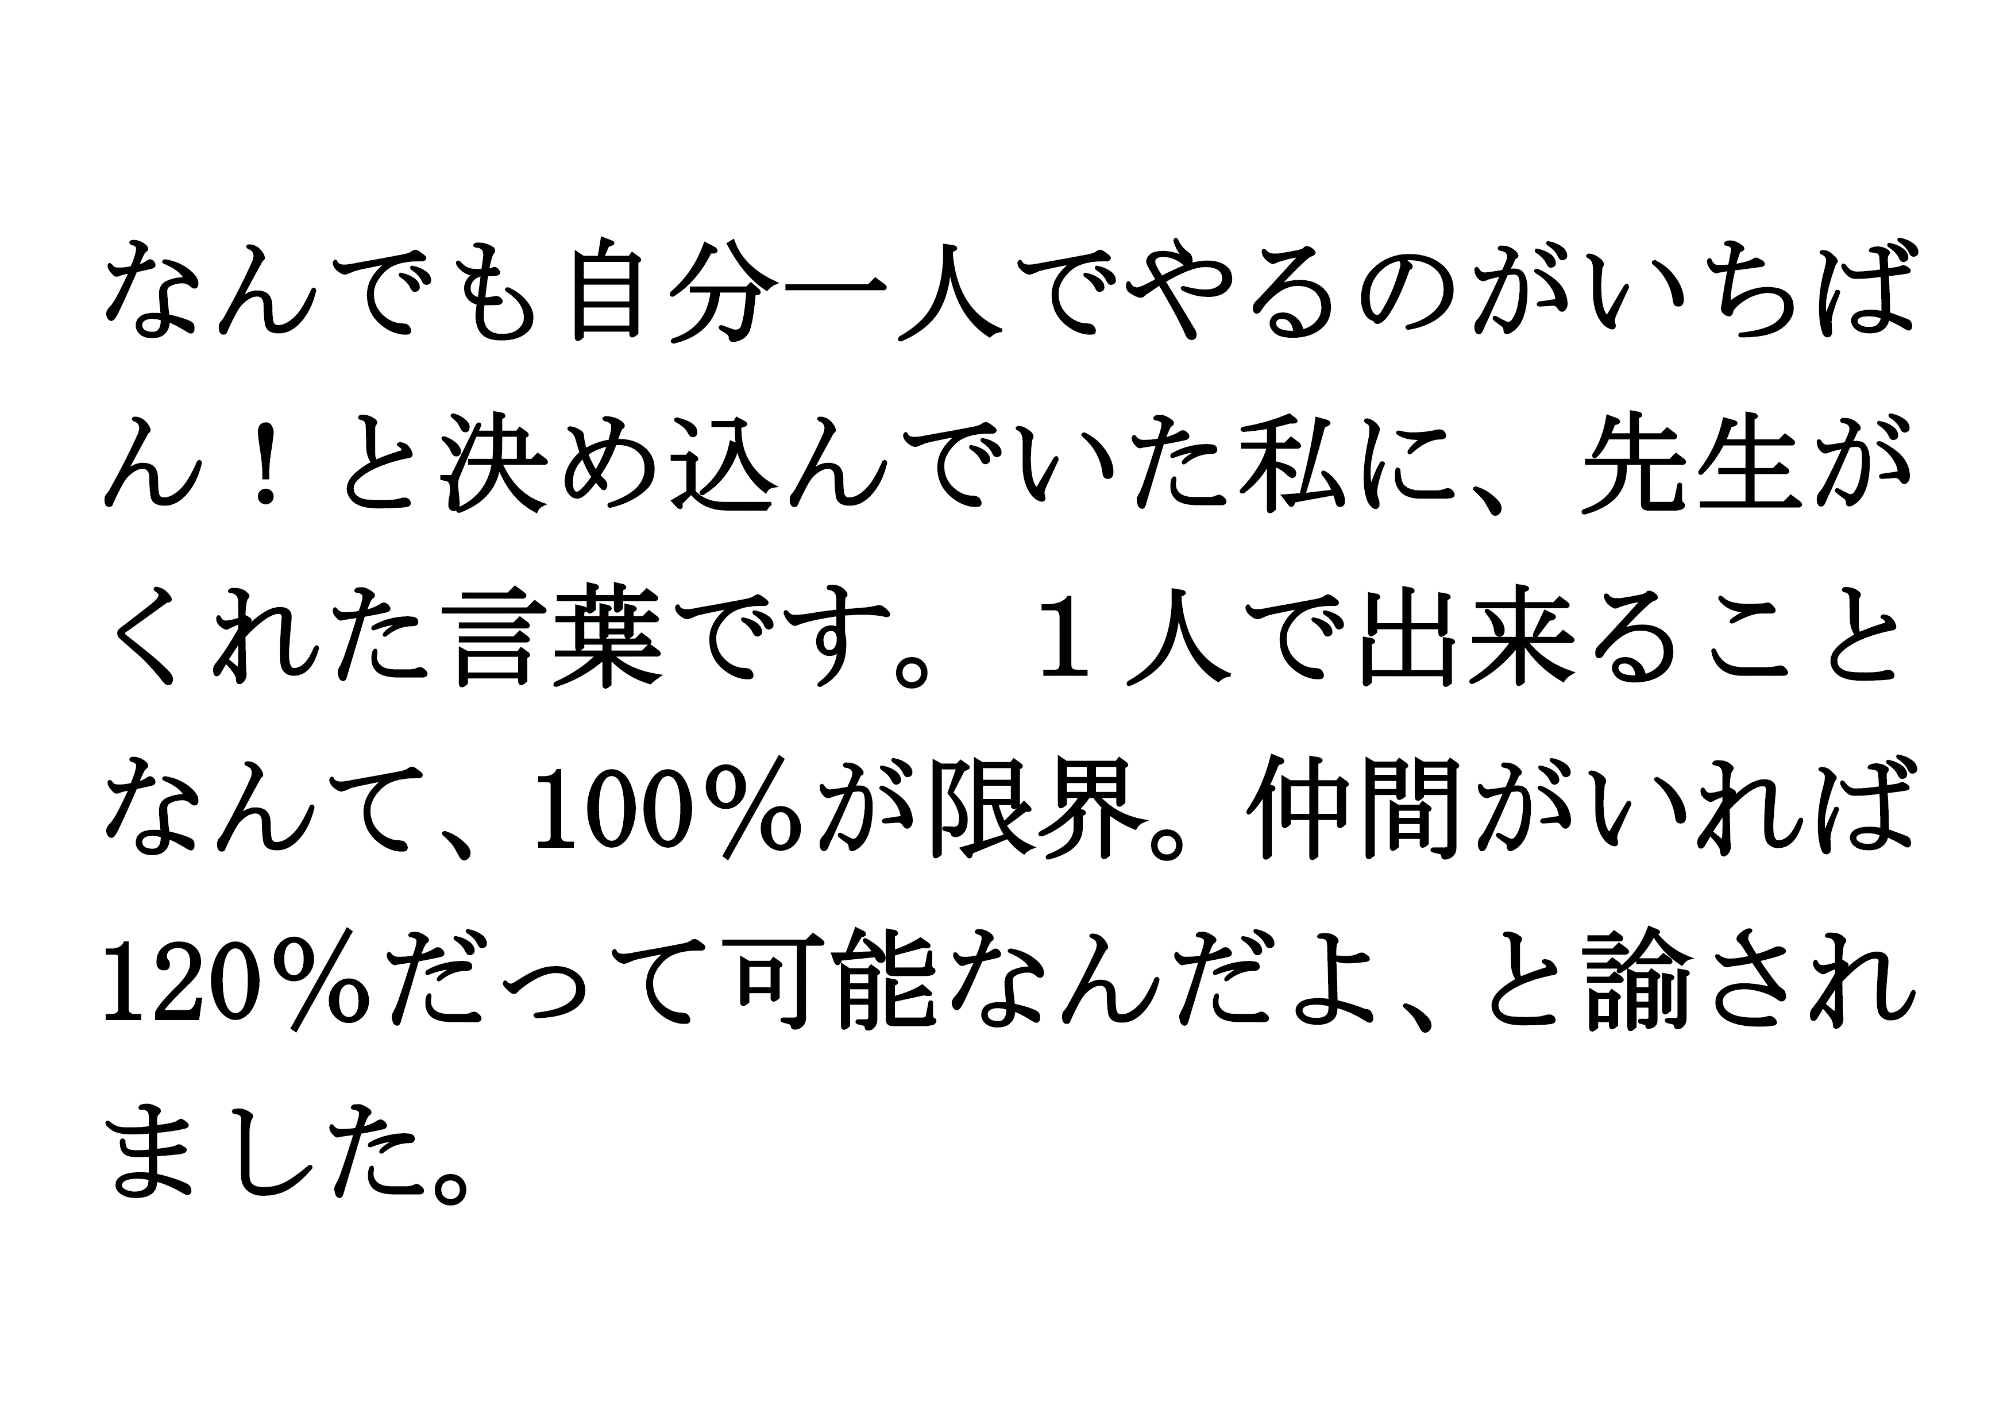 なんでも自分一人でやるのがいちば
ん！と決め込んでいた私に、先生が
くれた言葉です。１人で出来ること
なんて、100％が限界。仲間がいれば
120％だって可能なんだよ、と諭され
ました。